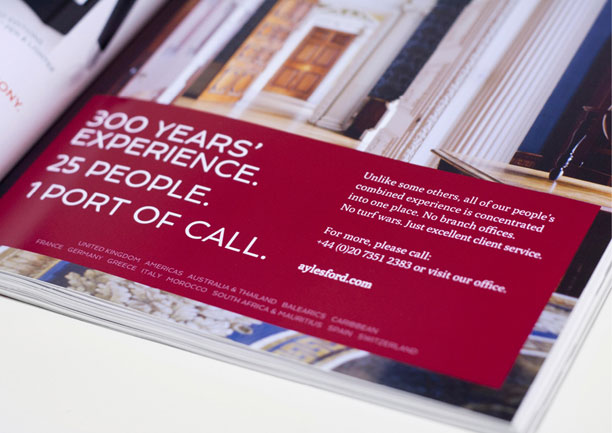 ONY.
300 YEARS'
EXPERIENCE.
25 PEOPLE.
1 PORT OF CALL.
Unlike some others, all of our people's
combined experience is concentrated
into one place. No branch offices.
No turf wars. Just excellent client service.
For more, please call:
+44 (0)20 7351 2383 or visit our office.
aylesford.com
UNITED KINGDOM AMERICAS AUSTRALIA & THAILAND BALEARICS CARIBBEAN
FRANCE GERMANY GREECE ITALY MOROCCO SOUTH AFRICA & MAURITIUS SPAIN SWITZERLAND